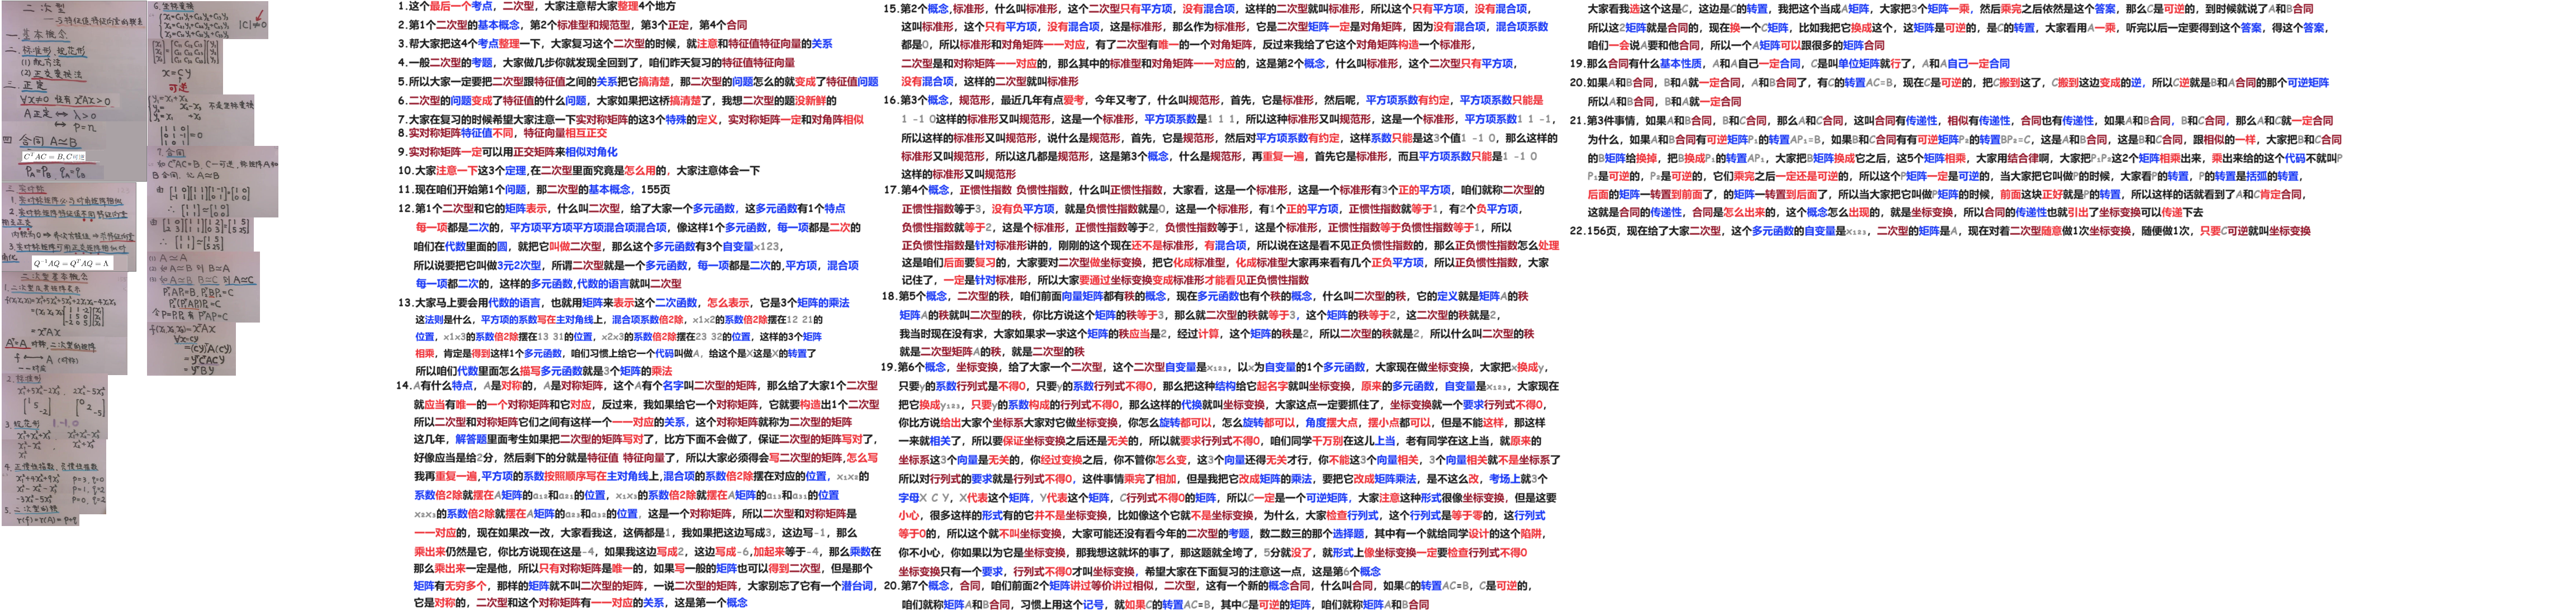 二次型
—与特征值特征向量的联系
一. 基本概念
二. 标准形 规范形
(1) 配方法
(2) 正交变换法
三. 正定
∀x≠0 恒有 xᵀAx>0.
A正定 ⟺ λ>0
⟺ p=n
四 合同 A≃B
CᵀAC = B, C可逆
Q⁻¹AQ = QᵀAQ = Λ
二次型基本概念
= xᵀAx
Aᵀ=A 对称, 二次型的矩阵
f ⟷ A (对称)
一一对应
2. 标准形
3. 规范形 1, -1, 0
4. 正惯性指数, 负惯性指数
5. 二次型的秩
r(f)=r(A)=p+q
6. 坐标变换
|C|≠0
x = Cy
可逆
不是坐标变换
7. 合同
如 CᵀAC=B C—可逆, 称矩阵A和
B合同. 记 A≃B
(1) A≃A
(2) 如A≃B 则 B≃A
(3) 如A≃B B≃C 则 A≃C
1.这个最后一个考点，二次型，大家注意帮大家整理4个地方
2.第1个二次型的基本概念，第2个标准型和规范型，第3个正定，第4个合同
3.帮大家把这4个考点整理一下，大家复习这个二次型的时候，就注意和特征值特征向量的关系
4.一般二次型的考题，大家做几步你就发现全回到了，咱们昨天复习的特征值特征向量
5.所以大家一定要把二次型跟特征值之间的关系把它搞清楚，那二次型的问题怎么的就变成了特征值问题
6.二次型的问题变成了特征值的什么问题，大家如果把这桥搞清楚了，我想二次型的题没新鲜的
7.大家在复习的时候希望大家注意一下实对称矩阵的这3个特殊的定义，实对称矩阵一定和对角阵相似
8.实对称矩阵特征值不同，特征向量相互正交
9.实对称矩阵一定可以用正交矩阵来相似对角化
10.大家注意一下这3个定理,在二次型里面究竟是怎么用的，大家注意体会一下
11.现在咱们开始第1个问题，那二次型的基本概念，155页
12.第1个二次型和它的矩阵表示，什么叫二次型，给了大家一个多元函数，这多元函数有1个特点
每一项都是二次的，平方项平方项平方项混合项混合项，像这样1个多元函数，每一项都是二次的
咱们在代数里面的圆，就把它叫做二次型，那么这个多元函数有3个自变量x123，
所以说要把它叫做3元2次型，所谓二次型就是一个多元函数，每一项都是二次的,平方项，混合项
每一项都二次的，这样的多元函数,代数的语言就叫二次型
13.大家马上要会用代数的语言，也就用矩阵来表示这个二次函数，怎么表示，它是3个矩阵的乘法
这法则是什么，平方项的系数写在主对角线上，混合项系数倍2除，x1x2的系数倍2除摆在12 21的
位置，x1x3的系数倍2除摆在13 31的位置，x2x3的系数倍2除摆在23 32的位置，这样的3个矩阵
相乘，肯定是得到这样1个多元函数，咱们习惯上给它一个代码叫做A，给这个是X这是X的转置了
所以咱们代数里面怎么描写多元函数就是3个矩阵的乘法
14.A有什么特点，A是对称的，A是对称矩阵，这个A有个名字叫二次型的矩阵，那么给了大家1个二次型
就应当有唯一的一个对称矩阵和它对应，反过来，我如果给它一个对称矩阵，它就要构造出1个二次型
所以二次型和对称矩阵它们之间有这样一个一一对应的关系，这个对称矩阵就称为二次型的矩阵
这几年，解答题里面考生如果把二次型的矩阵写对了，比方下面不会做了，保证二次型的矩阵写对了，
好像应当是给2分，然后剩下的分就是特征值 特征向量了，所以大家必须得会写二次型的矩阵,怎么写
我再重复一遍,平方项的系数按照顺序写在主对角线上,混合项的系数倍2除摆在对应的位置，x₁x₂的
系数倍2除就摆在A矩阵的a₁₂和a₂₁的位置，x₁x₃的系数倍2除就摆在A矩阵的a₁₃和a₃₁的位置
x₂x₃的系数倍2除就摆在A矩阵的a₂₃和a₃₂的位置，这是一个对称矩阵，所以二次型和对称矩阵是
一一对应的，现在如果改一改，大家看我这，这俩都是1，我如果把这边写成3，这边写-1，那么
乘出来仍然是它，你比方说现在这是-4，如果我这边写成2，这边写成-6,加起来等于-4，那么乘数在
那么乘出来一定是他，所以只有对称矩阵是唯一的，如果写一般的矩阵也可以得到二次型，但是那个
矩阵有无穷多个，那样的矩阵就不叫二次型的矩阵，一说二次型的矩阵，大家别忘了它有一个潜台词，
它是对称的，二次型和这个对称矩阵有一一对应的关系，这是第一个概念
15.第2个概念,标准形，什么叫标准形，这个二次型只有平方项，没有混合项，这样的二次型就叫标准形，所以这个只有平方项，没有混合项，
这叫标准形，这个只有平方项，没有混合项，这是标准形，那么作为标准形，它是二次型矩阵一定是对角矩阵，因为没有混合项，混合项系数
都是0，所以标准形和对角矩阵一一对应，有了二次型有唯一的一个对角矩阵，反过来我给了它这个对角矩阵构造一个标准形，
二次型是和对称矩阵一一对应的，那么其中的标准型和对角矩阵一一对应的，这是第2个概念，什么叫标准形，这个二次型只有平方项，
没有混合项，这样的二次型就叫标准形
16.第3个概念，规范形，最近几年有点爱考，今年又考了，什么叫规范形，首先，它是标准形，然后呢，平方项系数有约定，平方项系数只能是
1 -1 0这样的标准形又叫规范形，这是一个标准形，平方项系数是1 1 1，所以这种标准形又叫规范形，这是一个标准形，平方项系数1 1 -1，
所以这样的标准形又叫规范形，说什么是规范形，首先，它是规范形，然后对平方项系数有约定，这样系数只能是这3个值1 -1 0，那么这样的
标准形又叫规范形，所以这几都是规范形，这是第3个概念，什么是规范形，再重复一遍，首先它是标准形，而且平方项系数只能是1 -1 0
这样的标准形又叫规范形
17.第4个概念，正惯性指数 负惯性指数，什么叫正惯性指数，大家看，这是一个标准形，这是一个标准形有3个正的平方项，咱们就称二次型的
正惯性指数等于3，没有负平方项，就是负惯性指数就是0，这是一个标准形，有1个正的平方项，正惯性指数就等于1，有2个负平方项，
负惯性指数就等于2，这是个标准形，正惯性指数等于2，负惯性指数等于1，这是个标准形，正惯性指数等于负惯性指数等于1，所以
正负惯性指数是针对标准形讲的，刚刚的这个现在还不是标准形，有混合，所以说在这是看不见正负惯性指数的，那么正负惯性指数怎么处理
这是咱们后面要复习的，大家要对二次型做坐标变换，把它化成标准型，化成标准型大家再来看有几个正负平方项，所以正负惯性指数，大家
记住了，一定是针对标准形，所以大家要通过坐标变换变成标准形才能看见正负惯性指数
18.第5个概念，二次型的秩，咱们前面向量矩阵都有秩的概念，现在多元函数也有个秩的概念，什么叫二次型的秩，它的定义就是矩阵A的秩
矩阵A的秩就叫二次型的秩，你比方说这个矩阵的秩等于3，那么就二次型的秩就等于3，这个矩阵的秩等于2，这二次型的秩就是2，
我当时现在没有求，大家如果求一求这个矩阵的秩应当是2，经过计算，这个矩阵的秩是2，所以二次型的秩就是2，所以什么叫二次型的秩
就是二次型矩阵A的秩，就是二次型的秩
19.第6个概念，坐标变换，给了大家一个二次型，这个二次型自变量是x₁₂₃，以x为自变量的1个多元函数，大家现在做坐标变换，大家把x换成y，
只要y的系数行列式是不得0，只要y的系数行列式不得0，那么把这种结构给它起名字就叫坐标变换，原来的多元函数，自变量是x₁₂₃，大家现在
把它换成y₁₂₃，只要y的系数构成的行列式不得0，那么这样的代换就叫坐标变换，大家这点一定要抓住了，坐标变换就一个要求行列式不得0，
你比方说给出大家个坐标系大家对它做坐标变换，你怎么旋转都可以，怎么旋转都可以，角度摆大点，摆小点都可以，但是不能这样，那这样
一来就相关了，所以要保证坐标变换之后还是无关的，所以就要求行列式不得0，咱们同学千万别在这儿上当，老有同学在这上当，就原来的
坐标系这3个向量是无关的，你经过变换之后，你不管你怎么变，这3个向量还得无关才行，你不能这3个向量相关，3个向量相关就不是坐标系了
所以对行列式的要求就是行列式不得0，这件事情乘完了相加，但是我把它改成矩阵的乘法，要把它改成矩阵乘法，是不这么改，考场上就3个
字母X C Y，X代表这个矩阵，Y代表这个矩阵，C行列式不得0的矩阵，所以C一定是一个可逆矩阵，大家注意这种形式很像坐标变换，但是这要
小心，很多这样的形式有的它并不是坐标变换，比如像这个它就不是坐标变换，为什么，大家检查行列式，这个行列式是等于零的，这行列式
等于0的，所以这个就不叫坐标变换，大家可能还没有看今年的二次型的考题，数二数三的那个选择题，其中有一个就给同学设计的这个陷阱，
你不小心，你如果以为它是坐标变换，那我想这就坏的事了，那这题就全垮了，5分就没了，就形式上像坐标变换一定要检查行列式不得0
坐标变换只有一个要求，行列式不得0才叫坐标变换，希望大家在下面复习的注意这一点，这是第6个概念
20.第7个概念，合同，咱们前面2个矩阵讲过等价讲过相似，二次型，这有一个新的概念合同，什么叫合同，如果C的转置AC=B，C是可逆的，
咱们就称矩阵A和B合同，习惯上用这个记号，就如果C的转置AC=B，其中C是可逆的矩阵，咱们就称矩阵A和B合同
大家看我选这个这是C，这边是C的转置，我把这个当成A矩阵，大家把3个矩阵一乘，然后乘完之后依然是这个答案，那么C是可逆的，到时候就说了A和B合同
所以这2矩阵就是合同的，现在换一个C矩阵，比如我把它换成这个，这矩阵是可逆的，是C的转置，大家看用A一乘，听完以后一定要得到这个答案，得这个答案，
咱们一会说A要和他合同，所以一个A矩阵可以跟很多的矩阵合同
19.那么合同有什么基本性质，A和A自己一定合同，C是叫单位矩阵就行了，A和A自己一定合同
20.如果A和B合同，B和A就一定合同，A和B合同了，有C的转置AC=B，现在C是可逆的，把C搬到这了，C搬到这边变成的逆，所以C逆就是B和A合同的那个可逆矩阵
所以A和B合同，B和A就一定合同
21.第3件事情，如果A和B合同，B和C合同，那么A和C合同，这叫合同有传递性，相似有传递性，合同也有传递性，如果A和B合同，B和C合同，那么A和C就一定合同
为什么，如果A和B合同有可逆矩阵P₁的转置AP₁=B，如果B和C合同有可逆矩阵P₂的转置BP₂=C，这是A和B合同，这是B和C合同，跟相似的一样，大家把B和C合同
的B矩阵给换掉，把B换成P₁的转置AP₁，大家把B矩阵换成它之后，这5个矩阵相乘，大家用结合律啊，大家把P₁P₂这2个矩阵相乘出来，乘出来给的这个代码不就叫P
P₁是可逆的，P₂是可逆的，它们乘完之后一定还是可逆的，所以这个P矩阵一定是可逆的，当大家把它叫做P的时候，大家看P的转置，P的转置是括弧的转置，
后面的矩阵一转置到前面了，的矩阵一转置到后面了，所以当大家把它叫做P矩阵的时候，前面这块正好就是P的转置，所以这样的话就看到了A和C肯定合同，
这就是合同的传递性，合同是怎么出来的，这个概念怎么出现的，就是坐标变换，所以合同的传递性也就引出了坐标变换可以传递下去
22.156页，现在给了大家二次型，这个多元函数的自变量是x₁₂₃，二次型的矩阵是A，现在对着二次型随意做1次坐标变换，随便做1次，只要C可逆就叫坐标变换